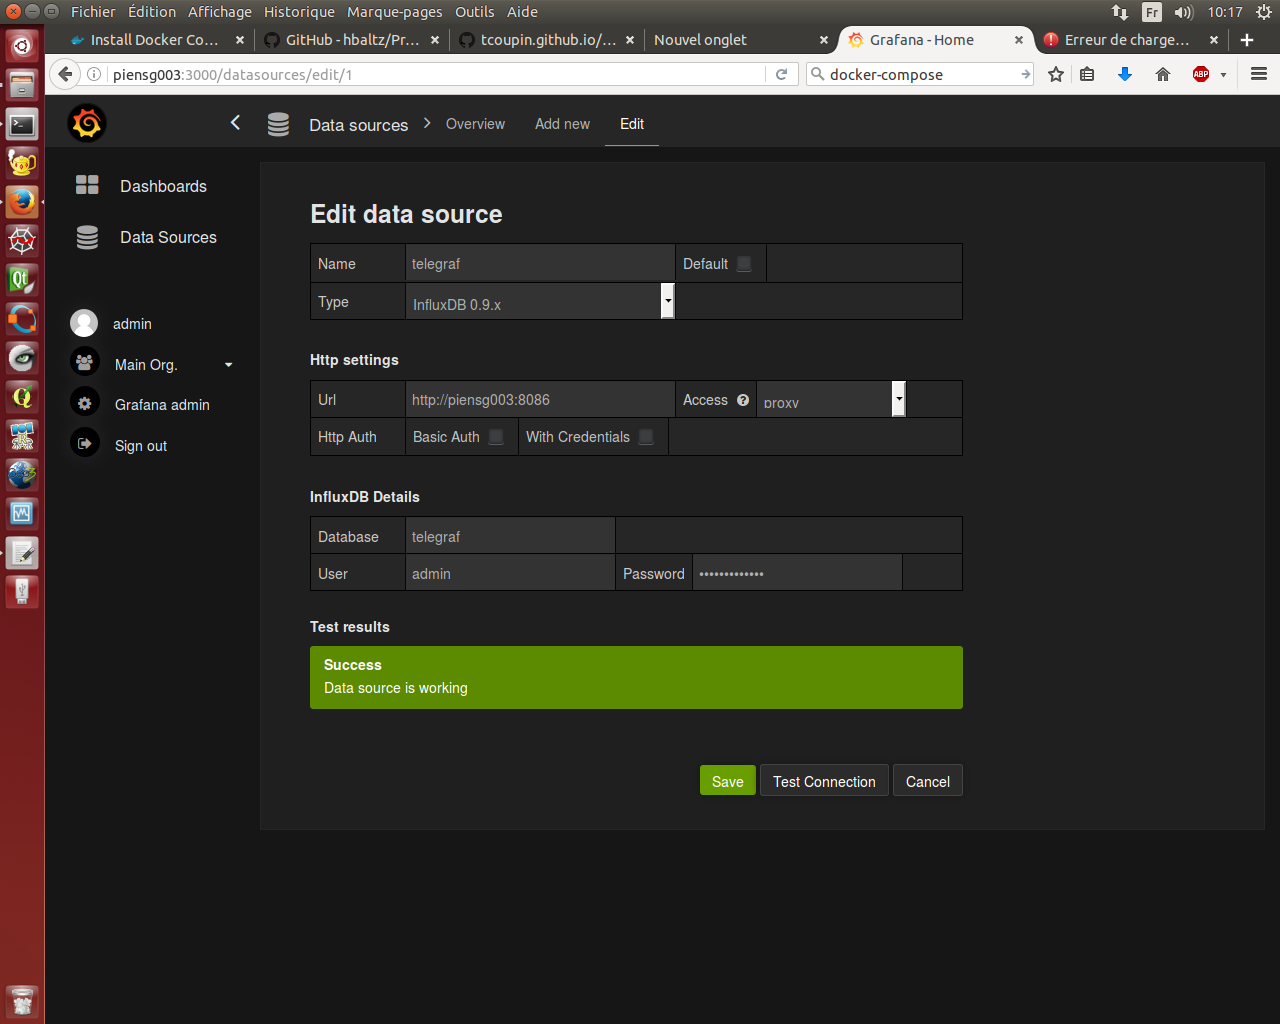 Fichier Édition Affichage Historique Marque-pages Outils Aide Fr 10:17
Install Docker Co... GitHub - hbaltz/Pr... tcoupin.github.io/... Nouvel onglet Grafana - Home Erreur de charge...
piensg003:3000/datasources/edit/1 docker-compose ABP
Data sources Overview Add new Edit
Dashboards
Data Sources
admin
Main Org.
Grafana admin
Sign out
Edit data source
Name telegraf Default
Type InfluxDB 0.9.x
Http settings
Url http://piensg003:8086 Access proxy
Http Auth Basic Auth With Credentials
InfluxDB Details
Database telegraf
User admin Password •••••••••••••
Test results
Success
Data source is working
Save Test Connection Cancel